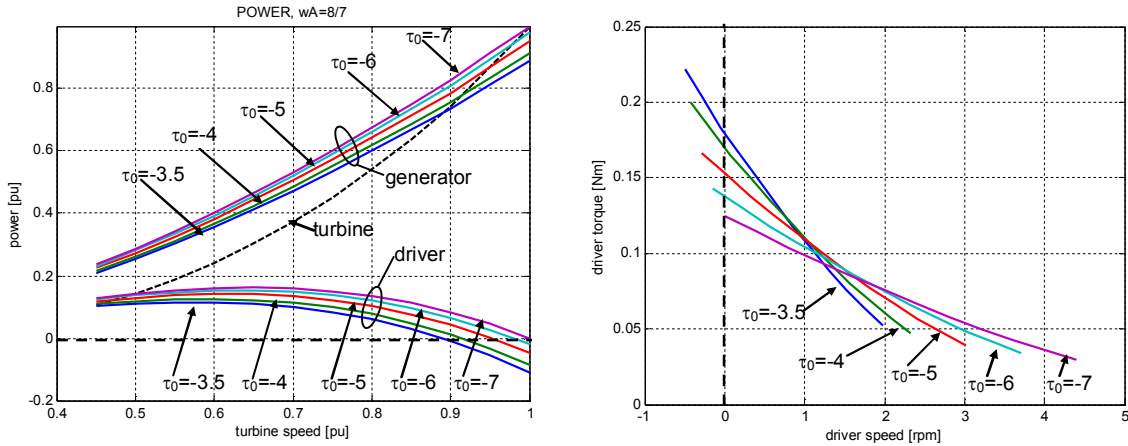 POWER, wA=8/7
power [pu]
0.8
0.6
0.4
0.2
0
-0.2
0.4
0.5
0.6
0.7
0.8
0.9
1
turbine speed [pu]
τ0=-7
τ0=-6
τ0=-5
τ0=-4
τ0=-3.5
generator
turbine
driver
τ0=-3.5
τ0=-4
τ0=-5
τ0=-6
τ0=-7
driver torque [Nm]
0.25
0.2
0.15
0.1
0.05
0
-1
0
1
2
3
4
5
driver speed [rpm]
τ0=-3.5
τ0=-4
τ0=-5
τ0=-6
τ0=-7